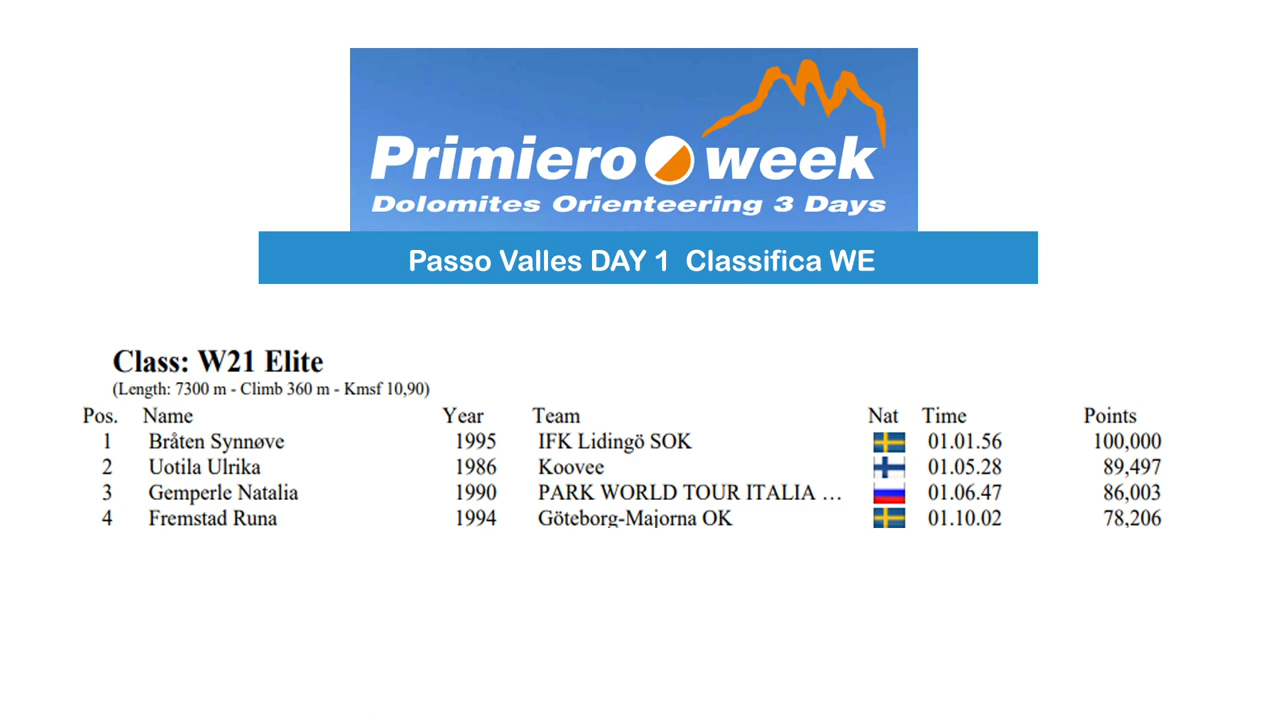 Primiero week
Dolomites Orienteering 3 Days
Passo Valles DAY 1 Classifica WE
Class: W21 Elite
(Length: 7300 m - Climb 360 m - Kmsf 10,90)
Pos. Name Year Team Nat Time Points
1 Bråten Synnøve 1995 IFK Lidingö SOK 01.01.56 100,000
2 Uotila Ulrika 1986 Koovee 01.05.28 89,497
3 Gemperle Natalia 1990 PARK WORLD TOUR ITALIA … 01.06.47 86,003
4 Fremstad Runa 1994 Göteborg-Majorna OK 01.10.02 78,206